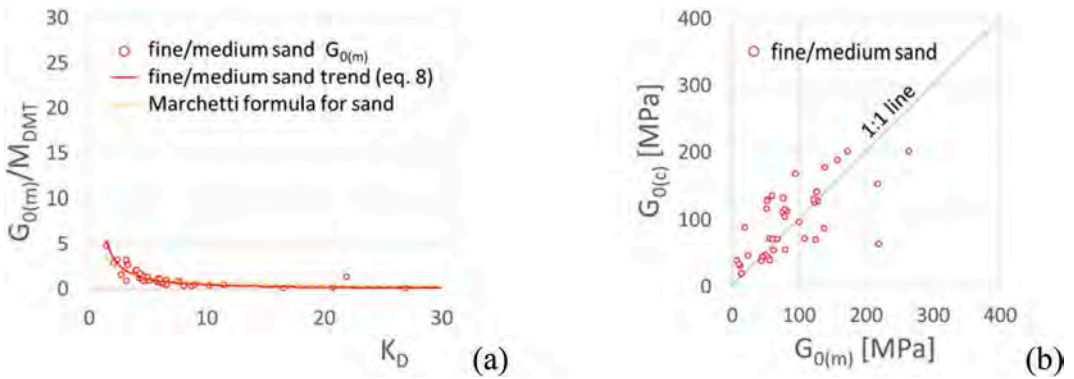 30
25
20
15
10
5
0
G0(m)/MDMT
fine/medium sand G0(m)
fine/medium sand trend (eq. 8)
Marchetti formula for sand
0 10 20 30
KD
(a)
400
300
200
100
0
G0(c) [MPa]
fine/medium sand
1:1 line
0 100 200 300 400
G0(m) [MPa]
(b)